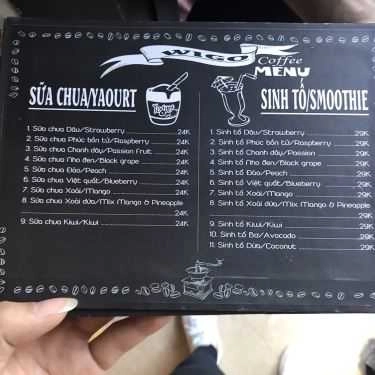 WIGO Coffee
MENU
SỮA CHUA/YAOURT
1. Sữa chua Dâu/Strawberry 24K
2. Sữa chua Phúc bồn tử/Raspberry 24K
3. Sữa chua Chanh dây/Passion Fruit 24K
4. Sữa chua Nho đen/Black grape 24K
5. Sữa chua Đào/Peach 24K
6. Sữa chua Việt quất/Blueberry 24K
7. Sữa chua Xoài/Mango 24K
8. Sữa chua Xoài dứa/Mix Mango & Pineapple
24K
9. Sữa chua Kiwi/Kiwi 24K
SINH TỐ/SMOOTHIE
1. Sinh tố Dâu/Strawberry 29K
2. Sinh tố Phúc bồn tử/Raspberry 29K
3. Sinh tố Chanh dây/Passion 29K
4. Sinh tố Nho đen/Black grape 29K
5. Sinh tố Đào/Peach 29K
6. Sinh tố Việt quất/Blueberry 29K
7. Sinh tố Xoài/Mango 29K
8. Sinh tố Xoài dứa/Mix Mango & Pineapple
29K
9. Sinh tố Kiwi/Kiwi 29K
10. Sinh tố Bơ/Avocado 29K
11. Sinh tố Dừa/Coconut 29K